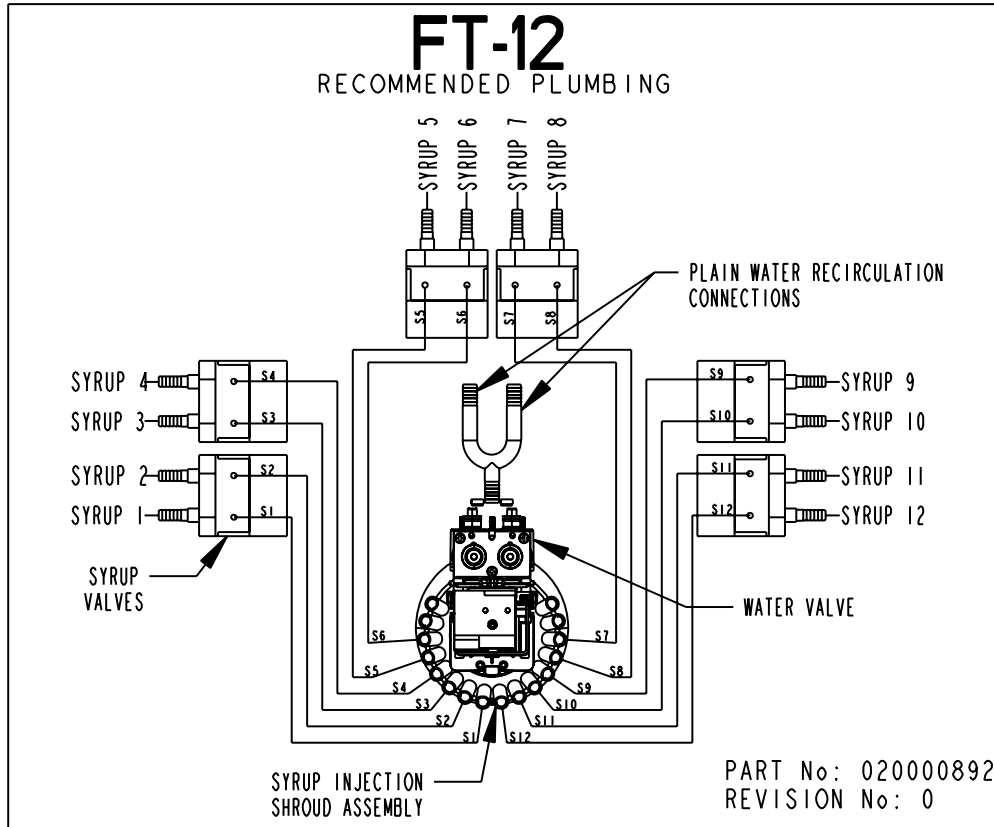 FT-12
RECOMMENDED PLUMBING
SYRUP 5
SYRUP 6
SYRUP 7
SYRUP 8
PLAIN WATER RECIRCULATION
CONNECTIONS
S5
S6
S7
S8
SYRUP 4
S4
S9
SYRUP 9
SYRUP 3
S3
S10
SYRUP 10
SYRUP 2
S2
S11
SYRUP 11
SYRUP 1
S1
S12
SYRUP 12
SYRUP
VALVES
WATER VALVE
S6
S7
S5
S8
S4
S9
S3
S10
S2
S11
S1
S12
SYRUP INJECTION
SHROUD ASSEMBLY
PART No: 020000892
REVISION No: 0